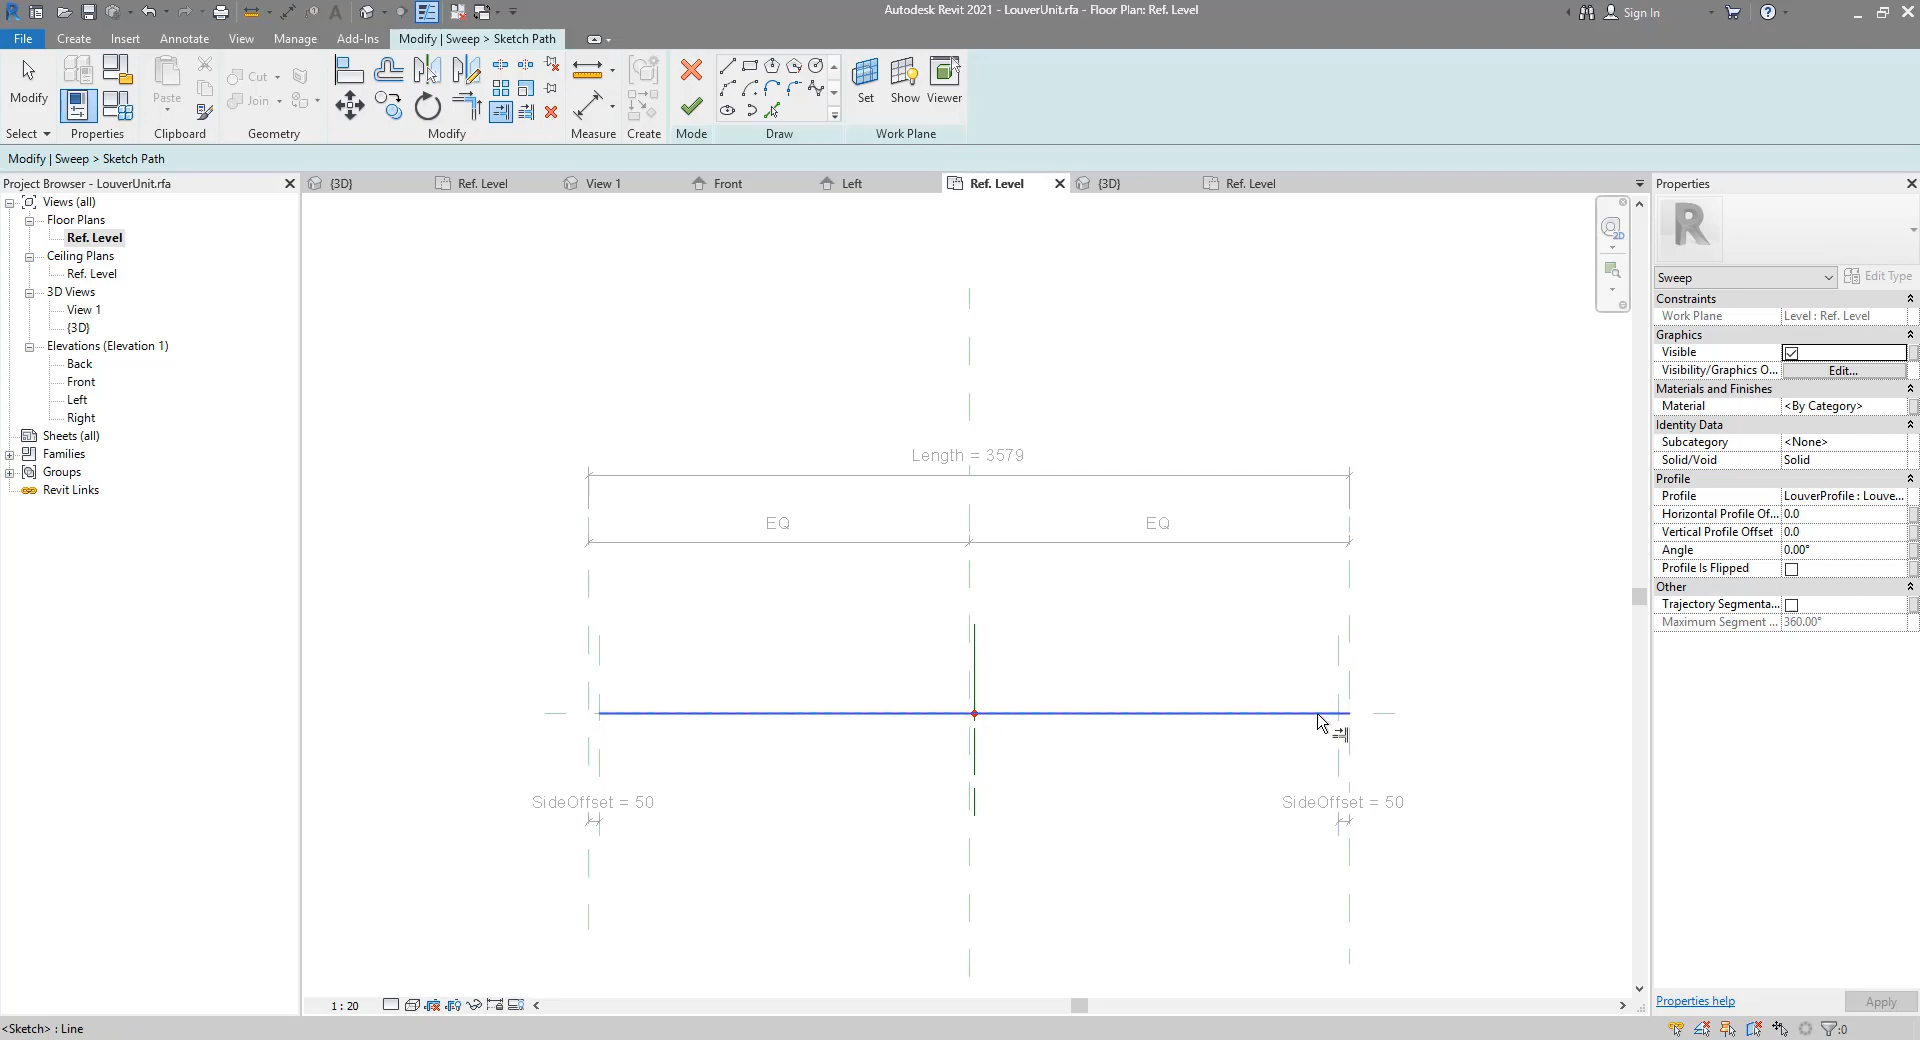 Autodesk Revit 2021 - LouverUnit.rfa - Floor Plan: Ref. Level
Sign In
File
Create
Insert
Annotate
View
Manage
Add-Ins
Modify | Sweep > Sketch Path
Modify
Paste
Cut
Join
Set
Show
Viewer
Select
Properties
Clipboard
Geometry
Modify
Measure
Create
Mode
Draw
Work Plane
Modify | Sweep > Sketch Path
Project Browser - LouverUnit.rfa
Views (all)
Floor Plans
Ref. Level
Ceiling Plans
Ref. Level
3D Views
View 1
{3D}
Elevations (Elevation 1)
Back
Front
Left
Right
Sheets (all)
Families
Groups
Revit Links
{3D}
Ref. Level
View 1
Front
Left
Ref. Level
{3D}
Ref. Level
2D
Length = 3579
EQ
EQ
SideOffset = 50
SideOffset = 50
Properties
R
Sweep
Edit Type
Constraints
Work Plane
Level : Ref. Level
Graphics
Visible
Visibility/Graphics O...
Edit...
Materials and Finishes
Material
<By Category>
Identity Data
Subcategory
<None>
Solid/Void
Solid
Profile
Profile
LouverProfile : Louve...
Horizontal Profile Of...
0.0
Vertical Profile Offset
0.0
Angle
0.00°
Profile Is Flipped
Other
Trajectory Segmenta...
Maximum Segment ...
360.00°
Properties help
Apply
1 : 20
<Sketch> : Line
:0